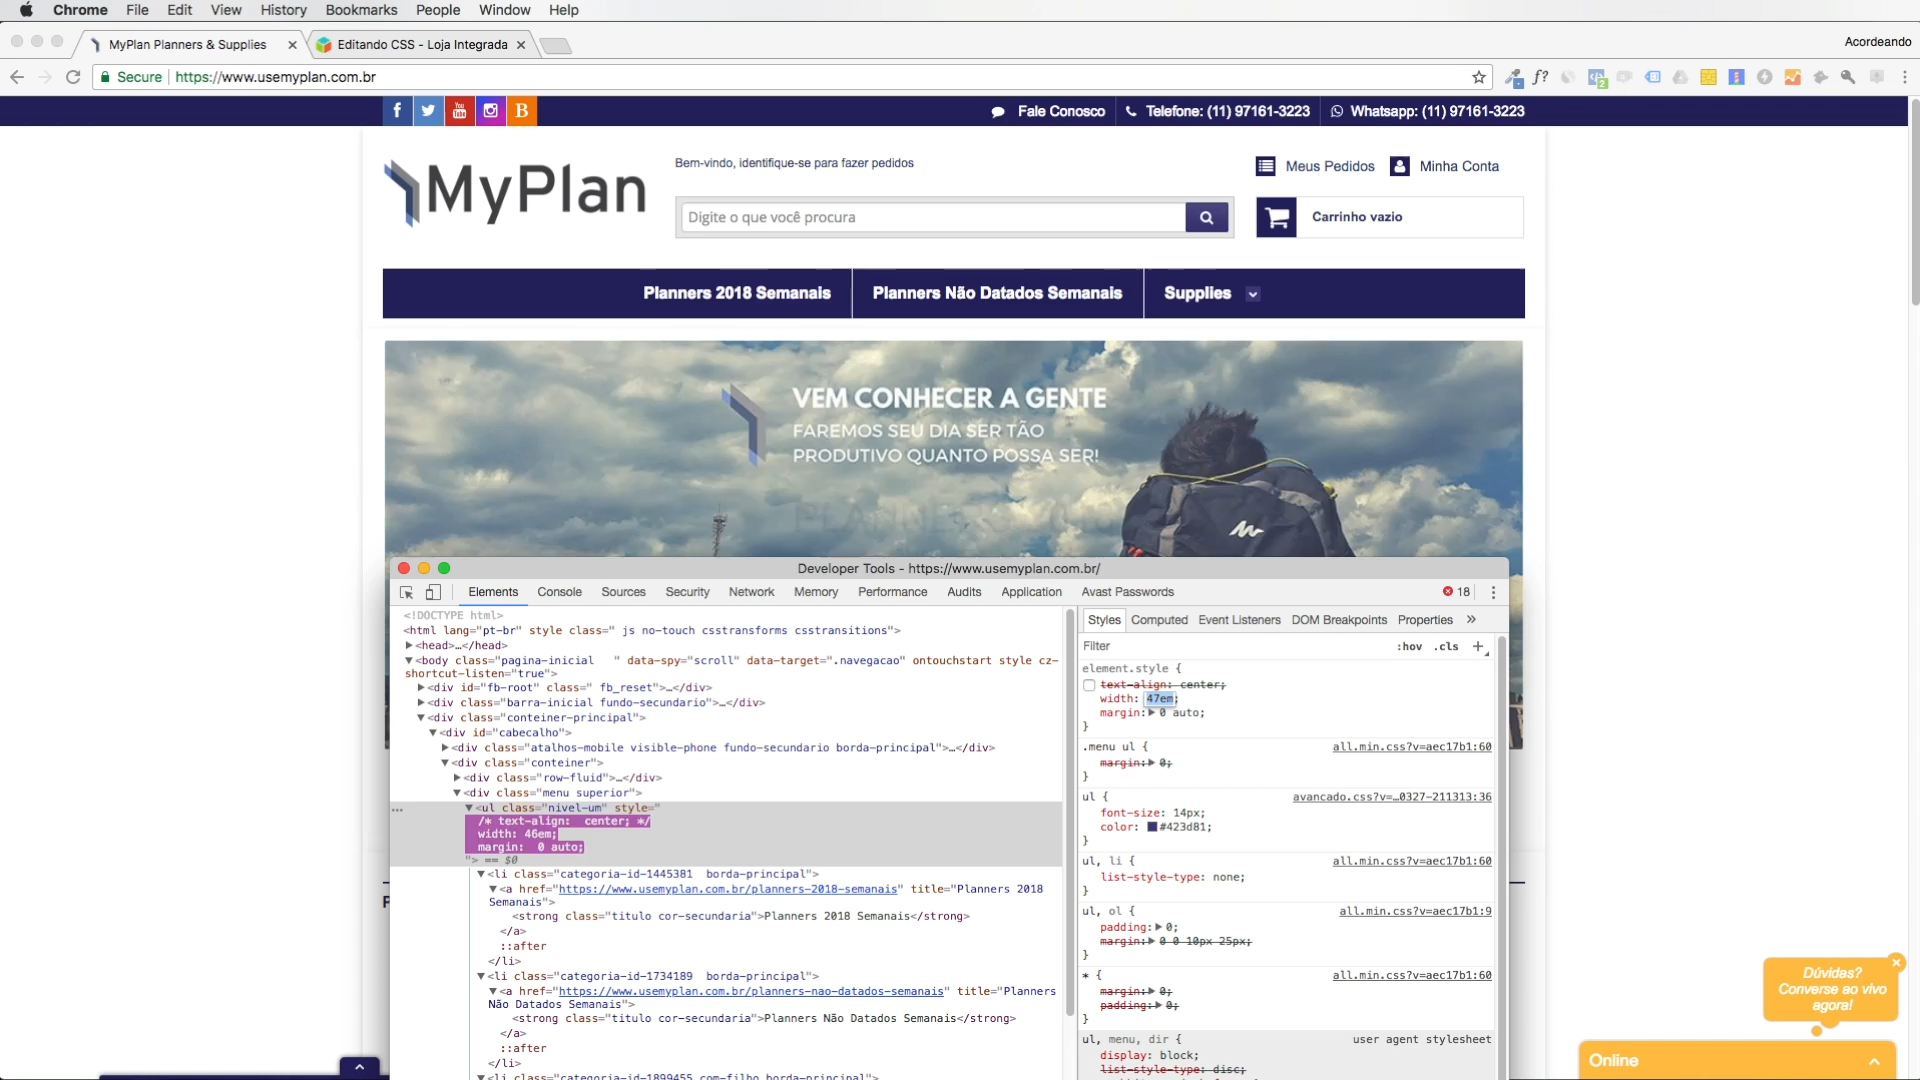 Chrome File Edit View History Bookmarks People Window Help
MyPlan Planners & Supplies
Editando CSS - Loja Integrada
Acordeando
Secure https://www.usemyplan.com.br
Fale Conosco Telefone: (11) 97161-3223 Whatsapp: (11) 97161-3223
MyPlan
Bem-vindo, identifique-se para fazer pedidos
Meus Pedidos Minha Conta
Digite o que você procura
Carrinho vazio
Planners 2018 Semanais Planners Não Datados Semanais Supplies
VEM CONHECER A GENTE
FAREMOS SEU DIA SER TÃO
PRODUTIVO QUANTO POSSA SER!
Developer Tools - https://www.usemyplan.com.br/
Elements Console Sources Security Network Memory Performance Audits Application Avast Passwords 18
<!DOCTYPE html>
<html lang="pt-br" style class=" js no-touch csstransforms csstransitions">
<head>…</head>
<body class="pagina-inicial   " data-spy="scroll" data-target=".navegacao" ontouchstart style cz-
shortcut-listen="true">
<div id="fb-root" class=" fb_reset">…</div>
<div class="barra-inicial fundo-secundario">…</div>
<div class="conteiner-principal">
<div id="cabecalho">
<div class="atalhos-mobile visible-phone fundo-secundario borda-principal">…</div>
<div class="conteiner">
<div class="row-fluid">…</div>
<div class="menu superior">
<ul class="nivel-um" style="
/* text-align:  center; */
width: 46em;
margin:  0 auto;
"> == $0
<li class="categoria-id-1445381  borda-principal">
<a href="https://www.usemyplan.com.br/planners-2018-semanais" title="Planners 2018
Semanais">
<strong class="titulo cor-secundaria">Planners 2018 Semanais</strong>
</a>
::after
</li>
<li class="categoria-id-1734189  borda-principal">
<a href="https://www.usemyplan.com.br/planners-nao-datados-semanais" title="Planners
Não Datados Semanais">
<strong class="titulo cor-secundaria">Planners Não Datados Semanais</strong>
</a>
::after
</li>
<li class="categoria-id-1899455 com-filho borda-principal">
Styles Computed Event Listeners DOM Breakpoints Properties »
Filter :hov .cls +
element.style {
text-align: center;
width: 47em;
margin: 0 auto;
}
.menu ul { all.min.css?v=aec17b1:60
margin: 0;
}
ul { avancado.css?v=…0327-211313:36
font-size: 14px;
color: #423d81;
}
ul, li { all.min.css?v=aec17b1:60
list-style-type: none;
}
ul, ol { all.min.css?v=aec17b1:9
padding: 0;
margin: 0 0 10px 25px;
}
* { all.min.css?v=aec17b1:60
margin: 0;
padding: 0;
}
ul, menu, dir { user agent stylesheet
display: block;
list-style-type: disc;
Dúvidas?
Converse ao vivo
agora!
Online